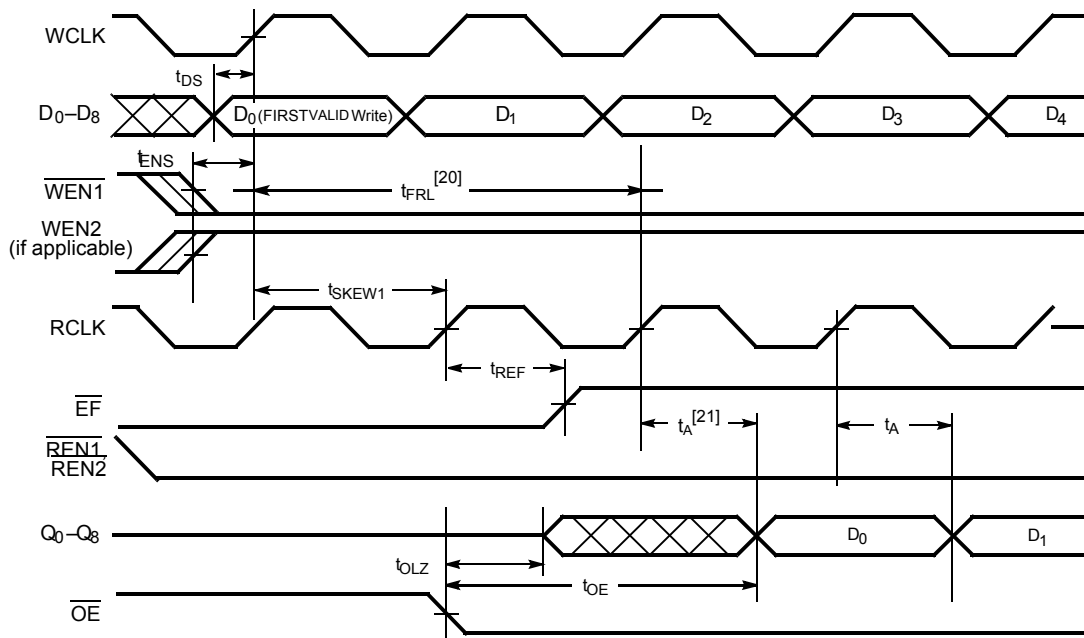 WCLK
tDS
D0–D8
D0 (FIRSTVALID Write)
D1
D2
D3
D4
tENS
WEN1
tFRL[20]
WEN2
(if applicable)
tSKEW1
RCLK
tREF
EF
tA[21]
tA
REN1,
REN2
Q0–Q8
D0
D1
tOLZ
tOE
OE